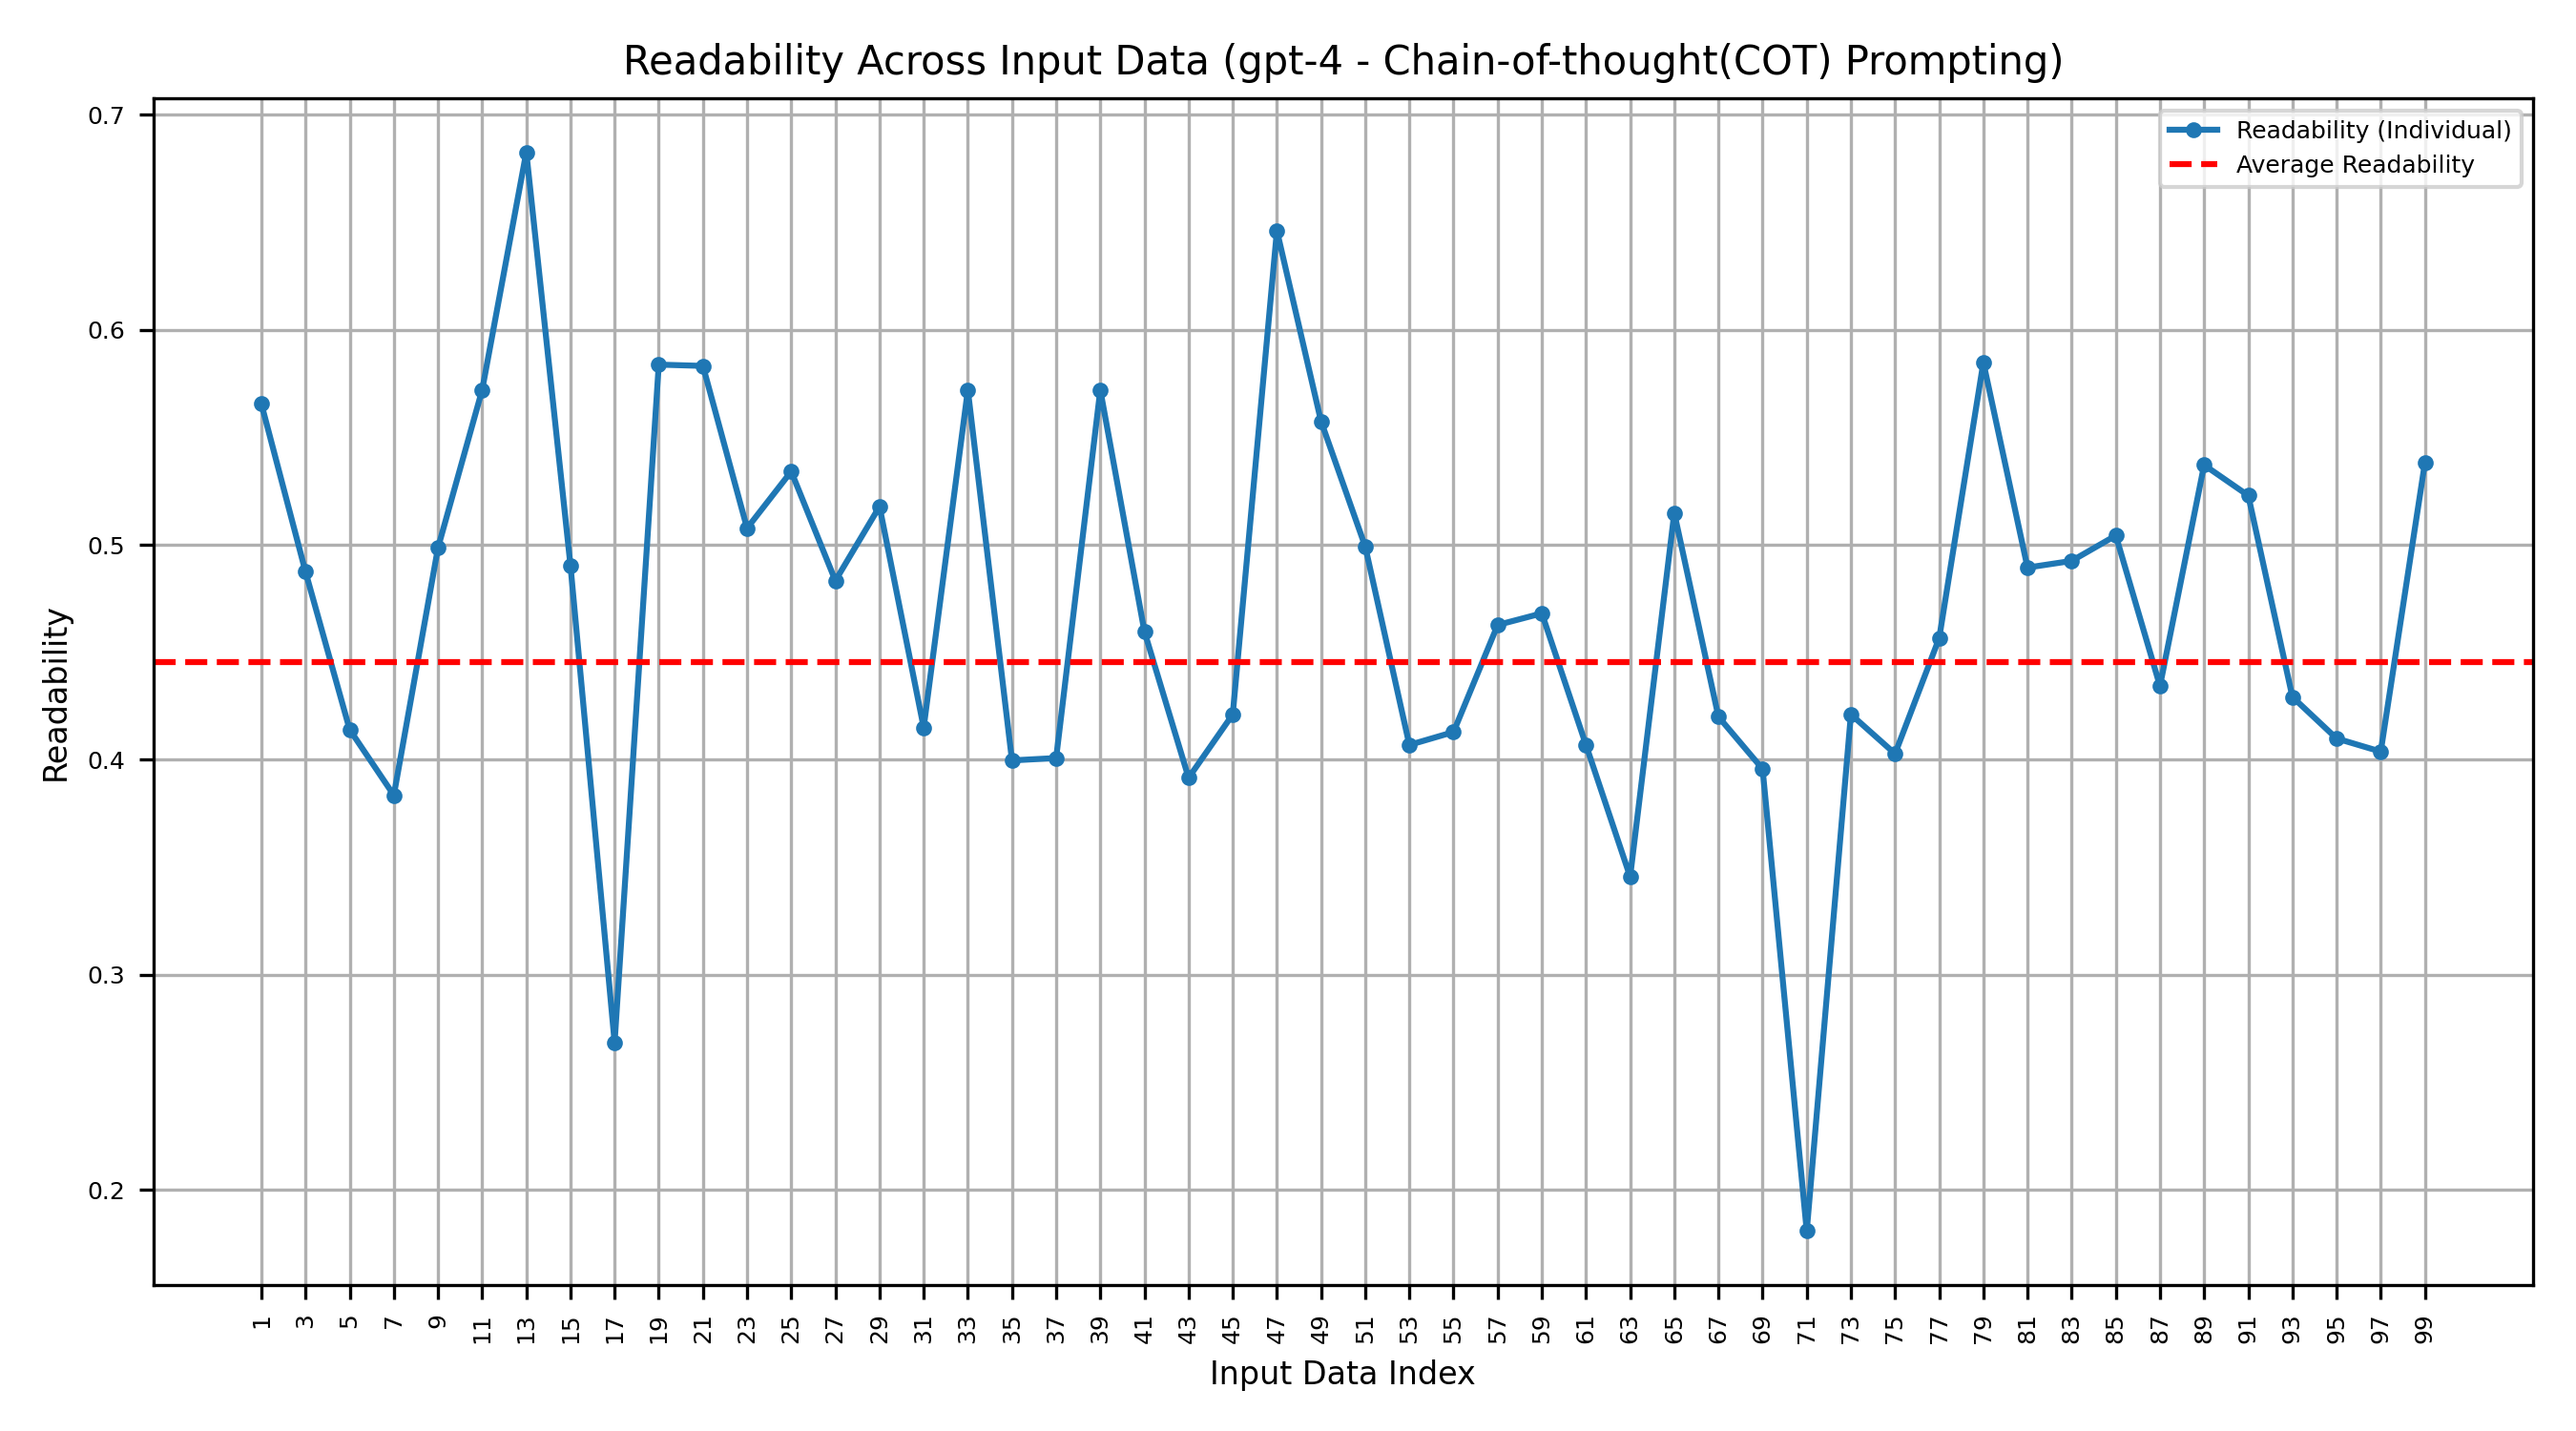 Readability Across Input Data (gpt-4 - Chain-of-thought(COT) Prompting)
Readability (Individual)
Average Readability
Readability
0.7
0.6
0.5
0.4
0.3
0.2
1 3 5 7 9 11 13 15 17 19 21 23 25 27 29 31 33 35 37 39 41 43 45 47 49 51 53 55 57 59 61 63 65 67 69 71 73 75 77 79 81 83 85 87 89 91 93 95 97 99
Input Data Index